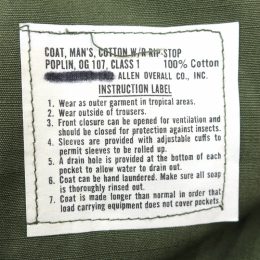 COAT, MAN'S, COTTON W/R RIP STOP
POPLIN, OG 107, CLASS 1 100% Cotton
ALLEN OVERALL CO., INC.
INSTRUCTION LABEL
1. Wear as outer garment in tropical areas.
2. Wear outside of trousers.
3. Front closure can be opened for ventilation and
should be closed for protection against insects.
4. Sleeves are provided with adjustable cuffs to
permit sleeves to be rolled up.
5. A drain hole is provided at the bottom of each
pocket to allow water to drain out.
6. Coat can be hand laundered. Make sure all soap
is thoroughly rinsed out.
7. Coat is made longer than normal in order that
load carrying equipment does not cover pockets.